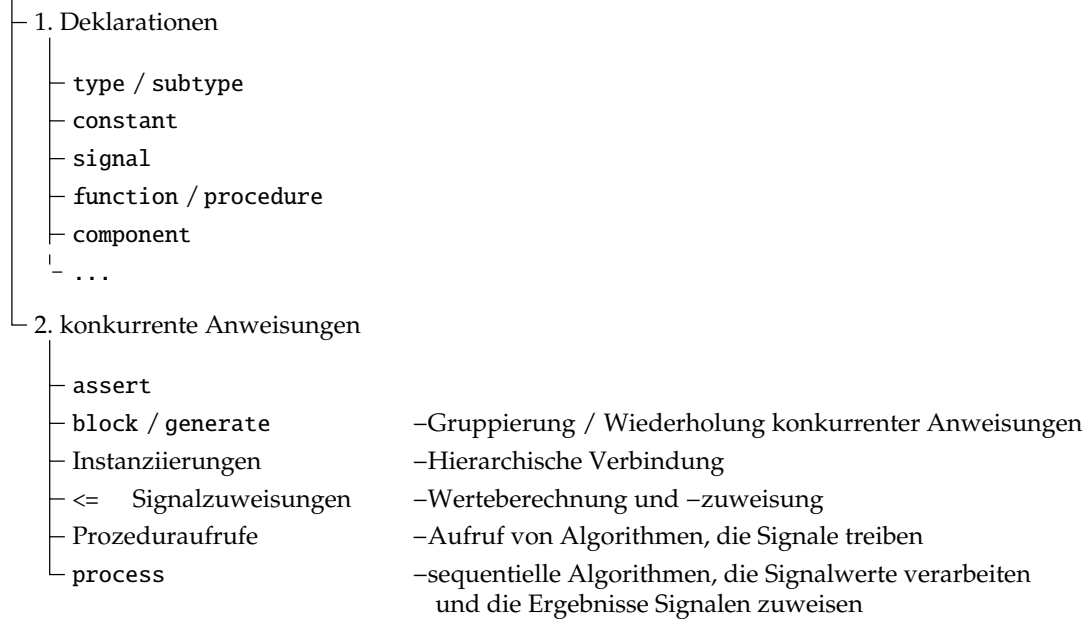 1. Deklarationen
type / subtype
constant
signal
function / procedure
component
...
2. konkurrente Anweisungen
assert
block / generate –Gruppierung / Wiederholung konkurrenter Anweisungen
Instanziierungen –Hierarchische Verbindung
<= Signalzuweisungen –Werteberechnung und –zuweisung
Prozeduraufrufe –Aufruf von Algorithmen, die Signale treiben
process –sequentielle Algorithmen, die Signalwerte verarbeiten
und die Ergebnisse Signalen zuweisen